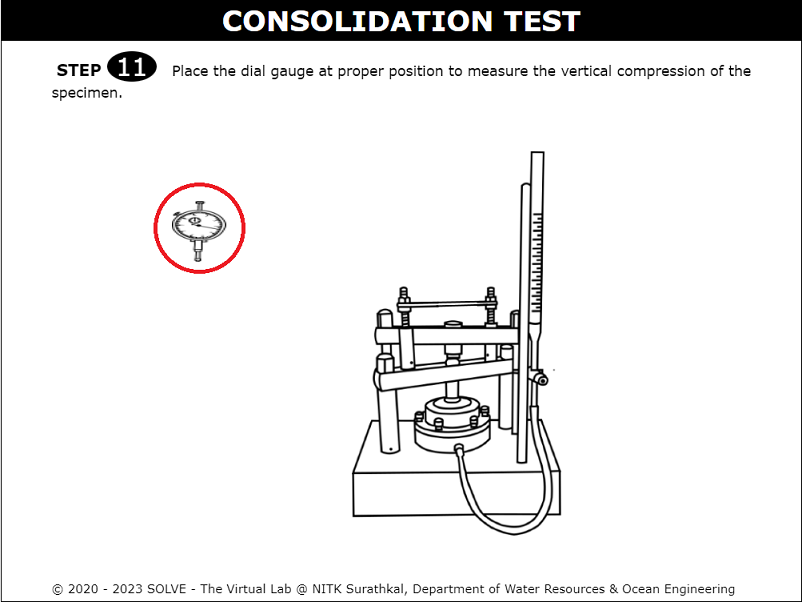 CONSOLIDATION TEST
STEP 11 Place the dial gauge at proper position to measure the vertical compression of the
specimen.
© 2020 - 2023 SOLVE - The Virtual Lab @ NITK Surathkal, Department of Water Resources & Ocean Engineering